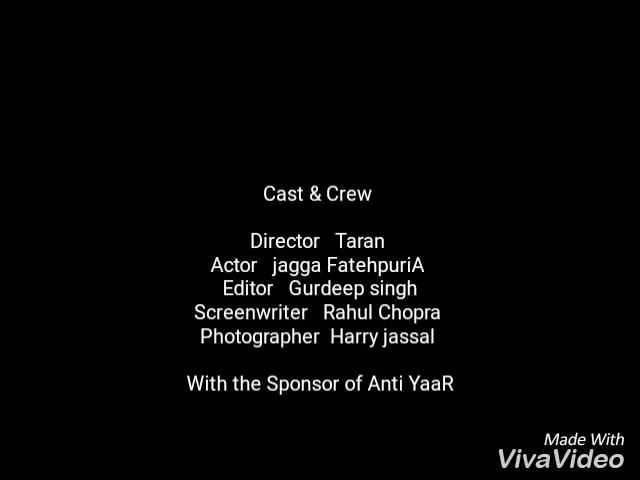 Cast & Crew
Director Taran
Actor jagga FatehpuriA
Editor Gurdeep singh
Screenwriter Rahul Chopra
Photographer Harry jassal
With the Sponsor of Anti YaaR
Made With
VivaVideo